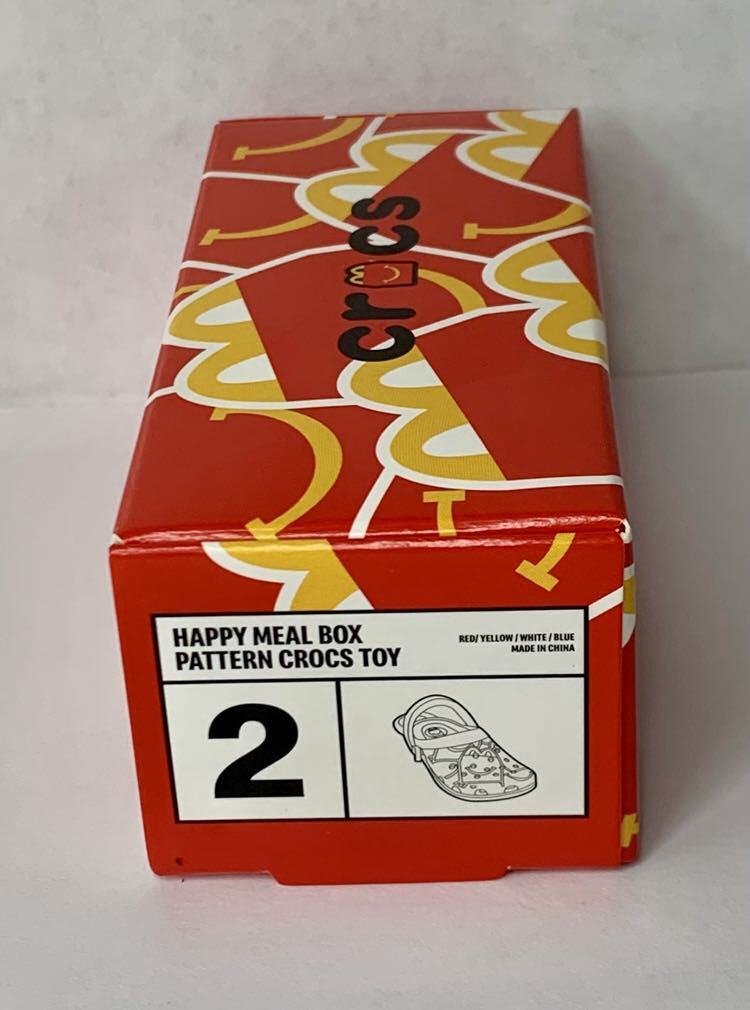 crocs
HAPPY MEAL BOX
PATTERN CROCS TOY
RED/ YELLOW / WHITE / BLUE
MADE IN CHINA
2